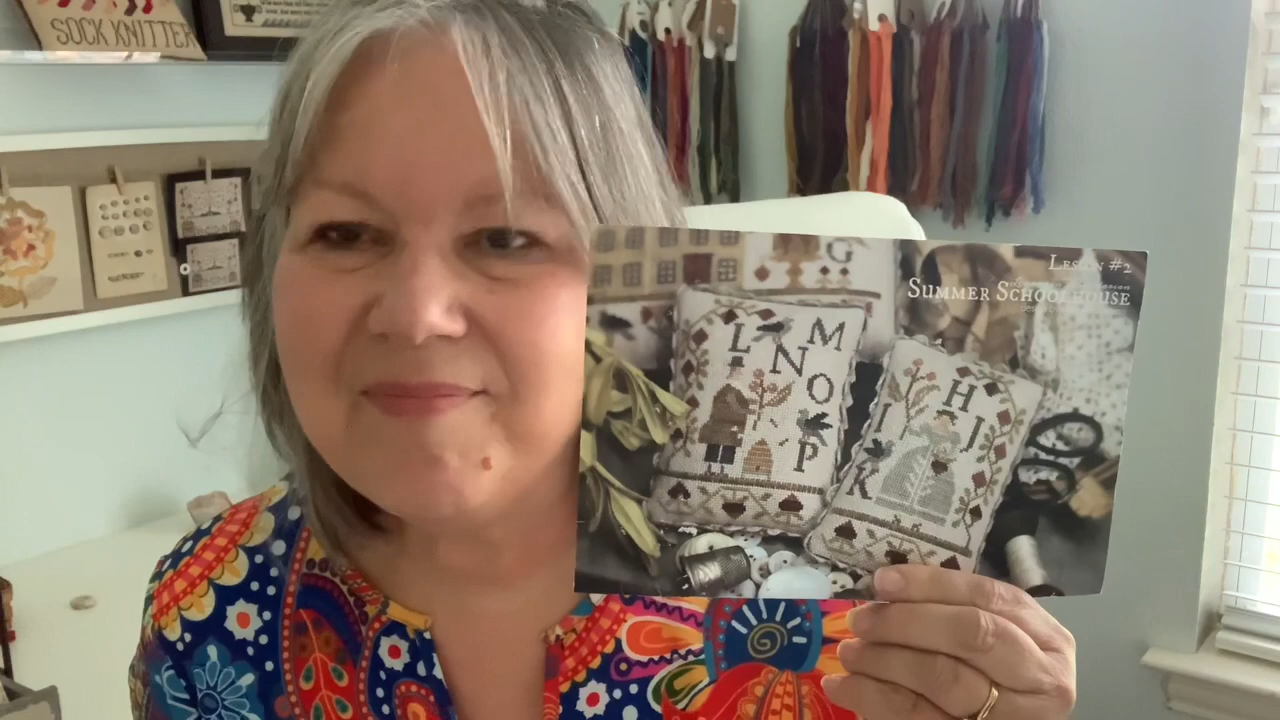 SOCK KNITTER
LESSON #2
SUMMER SCHOOLHOUSE
G
L M
N
O
P
H
I J
K